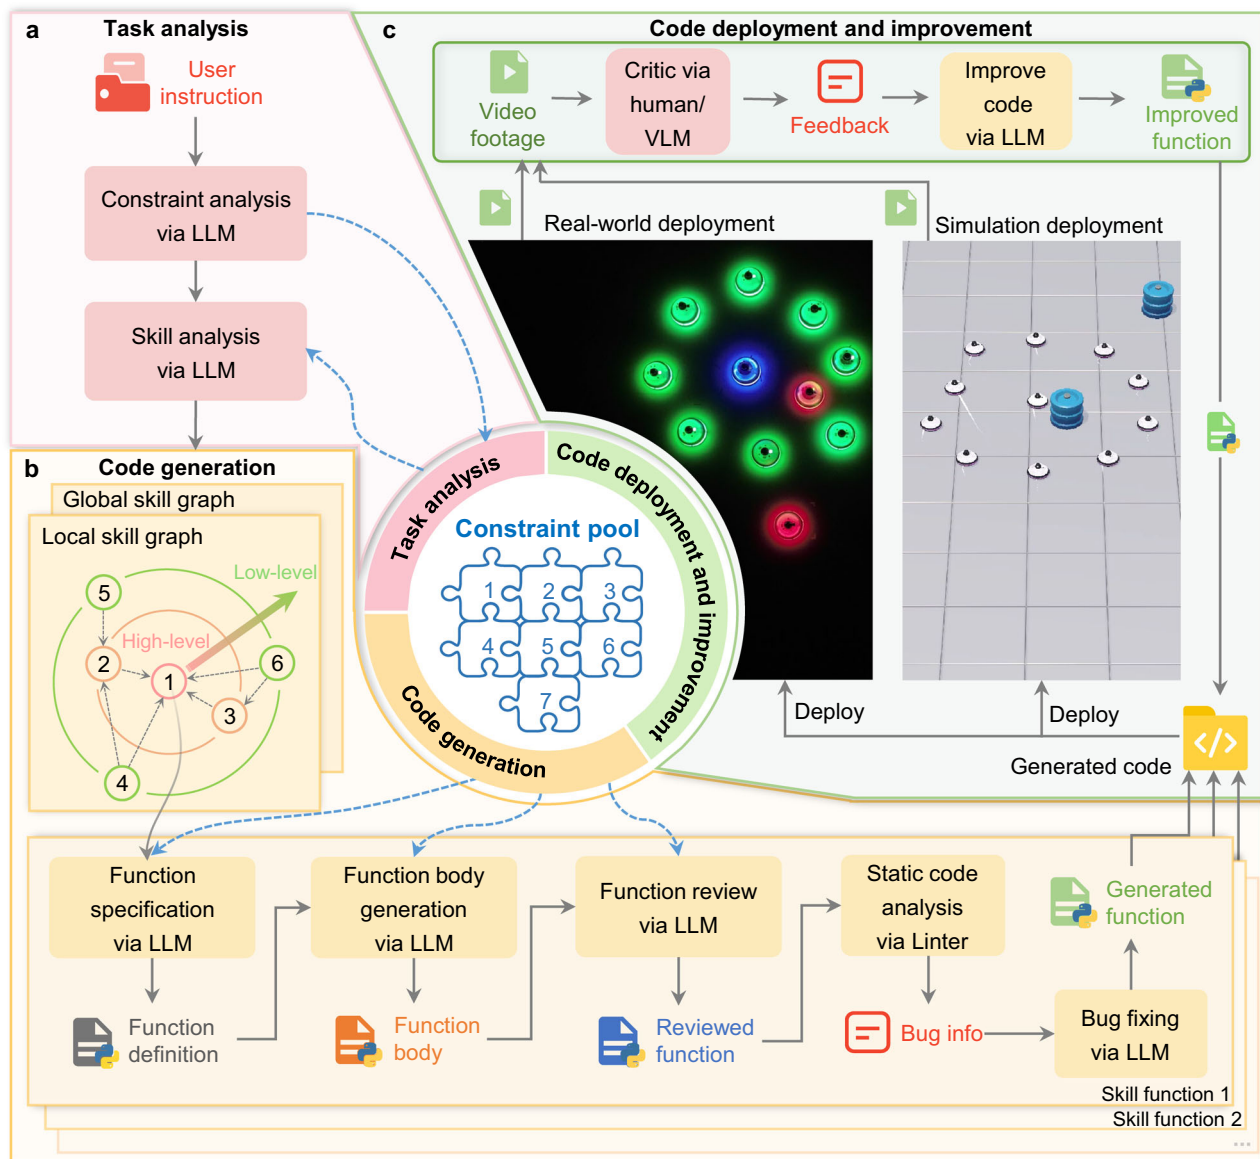 a
Task analysis
User
instruction
Constraint analysis
via LLM
Skill analysis
via LLM
c
Code deployment and improvement
Video
footage
Critic via
human/
VLM
Feedback
Improve
code
via LLM
Improved
function
Real-world deployment
Simulation deployment
Deploy
Deploy
Generated code
Task analysis
Code deployment and improvement
Code generation
Constraint pool
1
2
3
4
5
6
7
b
Code generation
Global skill graph
Local skill graph
Low-level
High-level
5
2
1
6
3
4
Function
specification
via LLM
Function body
generation
via LLM
Function review
via LLM
Static code
analysis
via Linter
Generated
function
Function
definition
Function
body
Reviewed
function
Bug info
Bug fixing
via LLM
Skill function 1
Skill function 2
...